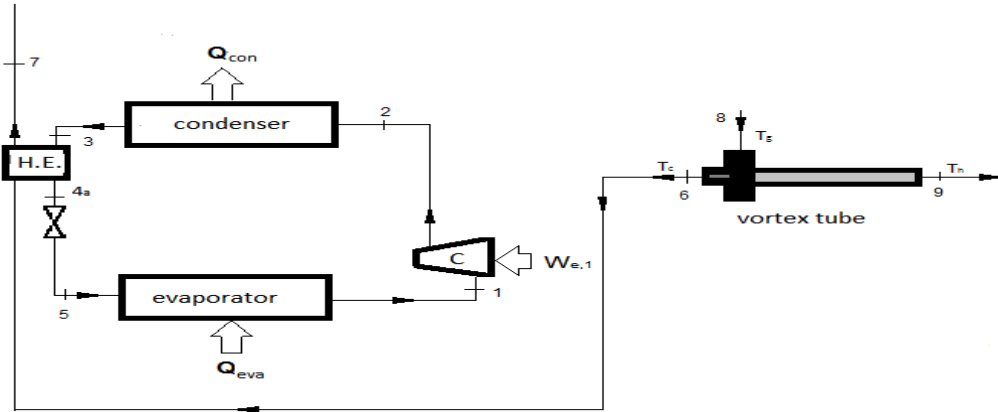 Qcon
7
2
8
condenser
3
Tg
H.E.
Tc
Th
4a
6
9
vortex tube
C
We,1
evaporator
1
5
Qeva